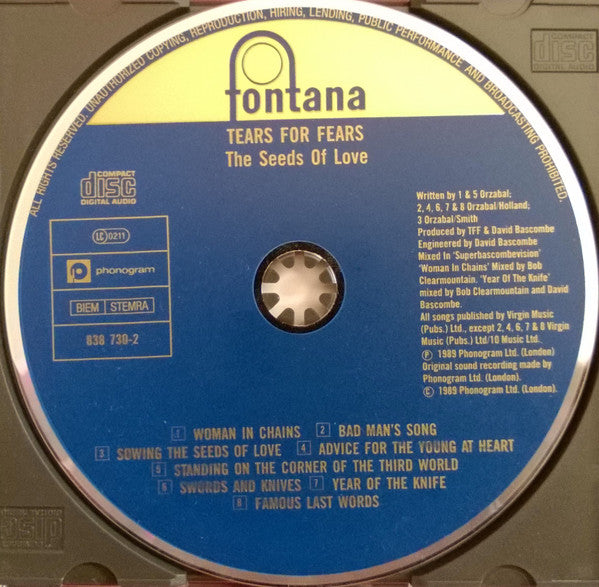 ALL RIGHTS RESERVED. UNAUTHORIZED COPYING, REPRODUCTION, HIRING, LENDING, PUBLIC PERFORMANCE AND BROADCASTING PROHIBITED.
fontana
TEARS FOR FEARS
The Seeds Of Love
COMPACT
disc
DIGITAL AUDIO
LC 0211
phonogram
BIEM STEMRA
838 730-2
Written by 1 & 5 Orzabal;
2, 4, 6, 7 & 8 Orzabal/Holland;
3 Orzabal/Smith
Produced by TFF & David Bascombe
Engineered by David Bascombe
Mixed In 'Superbascombevision'
'Woman In Chains' Mixed by Bob
Clearmountain. 'Year Of The Knife'
mixed by Bob Clearmountain and David
Bascombe.
All songs published by Virgin Music
(Pubs.) Ltd., except 2, 4, 6, 7 & 8 Virgin
Music (Pubs.) Ltd/10 Music Ltd.
℗ 1989 Phonogram Ltd. (London)
Original sound recording made by
Phonogram Ltd. (London).
© 1989 Phonogram Ltd. (London).
1 WOMAN IN CHAINS 2 BAD MAN'S SONG
3 SOWING THE SEEDS OF LOVE 4 ADVICE FOR THE YOUNG AT HEART
5 STANDING ON THE CORNER OF THE THIRD WORLD
6 SWORDS AND KNIVES 7 YEAR OF THE KNIFE
8 FAMOUS LAST WORDS
COMPACT
disc
DIGITAL AUDIO